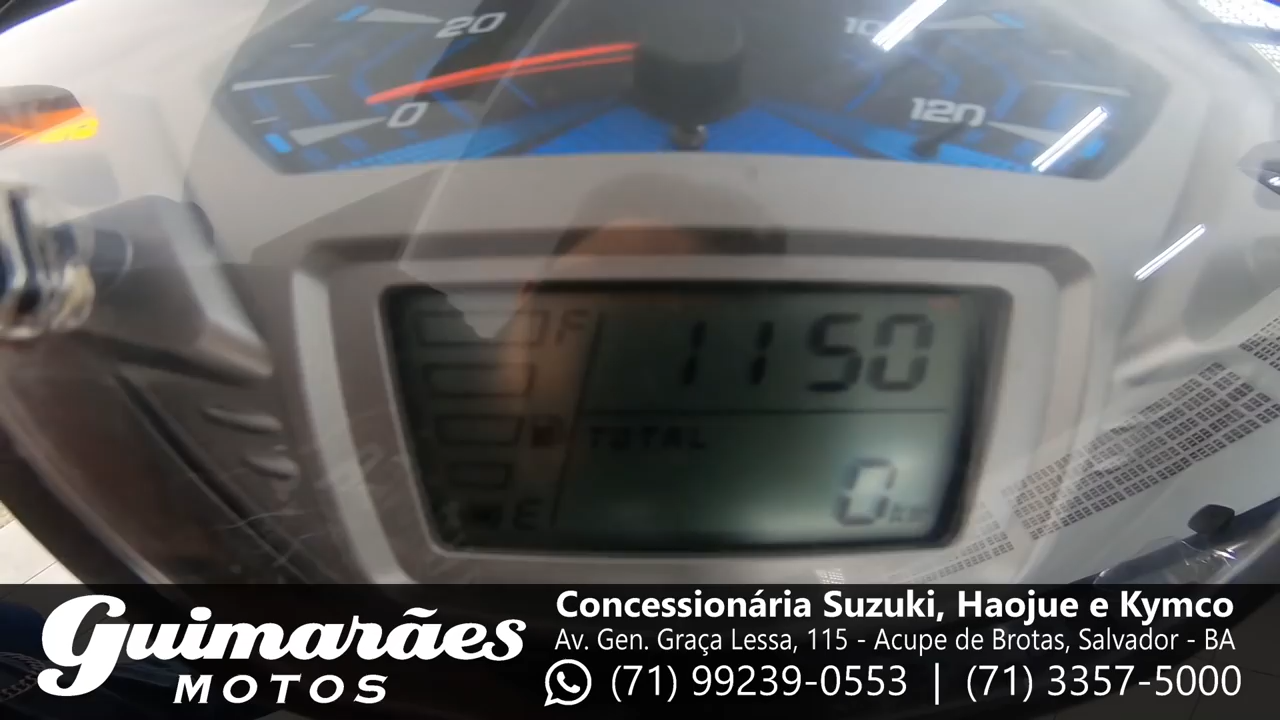 20
0
120
F
1150
TOTAL
0 km
E
Guimarães
MOTOS
Concessionária Suzuki, Haojue e Kymco
Av. Gen. Graça Lessa, 115 - Acupe de Brotas, Salvador - BA
(71) 99239-0553 | (71) 3357-5000